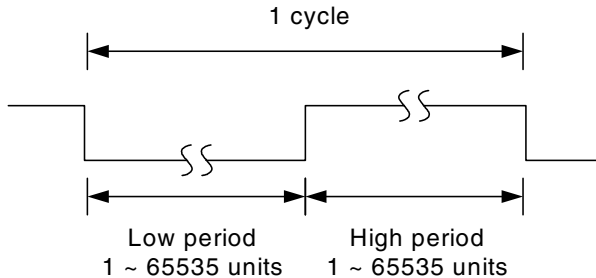 1 cycle
Low period
1 ~ 65535 units
High period
1 ~ 65535 units